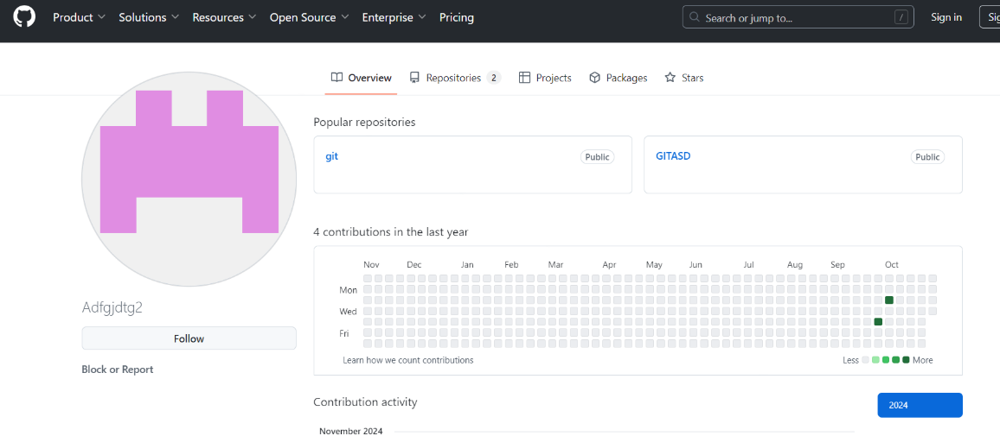 Product Solutions Resources Open Source Enterprise Pricing Search or jump to... / Sign in Sig
Overview Repositories 2 Projects Packages Stars
Popular repositories
git Public GITASD Public
4 contributions in the last year
Nov Dec Jan Feb Mar Apr May Jun Jul Aug Sep Oct
Mon
Wed
Fri
Learn how we count contributions Less More
Adfgjdtg2
Follow
Block or Report
Contribution activity 2024
November 2024